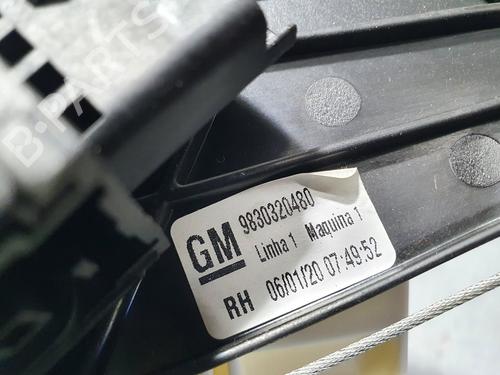 B-PARTS
GM 9830320480
Linha 1 Maquina 1
RH 06/01/20 07:49:52